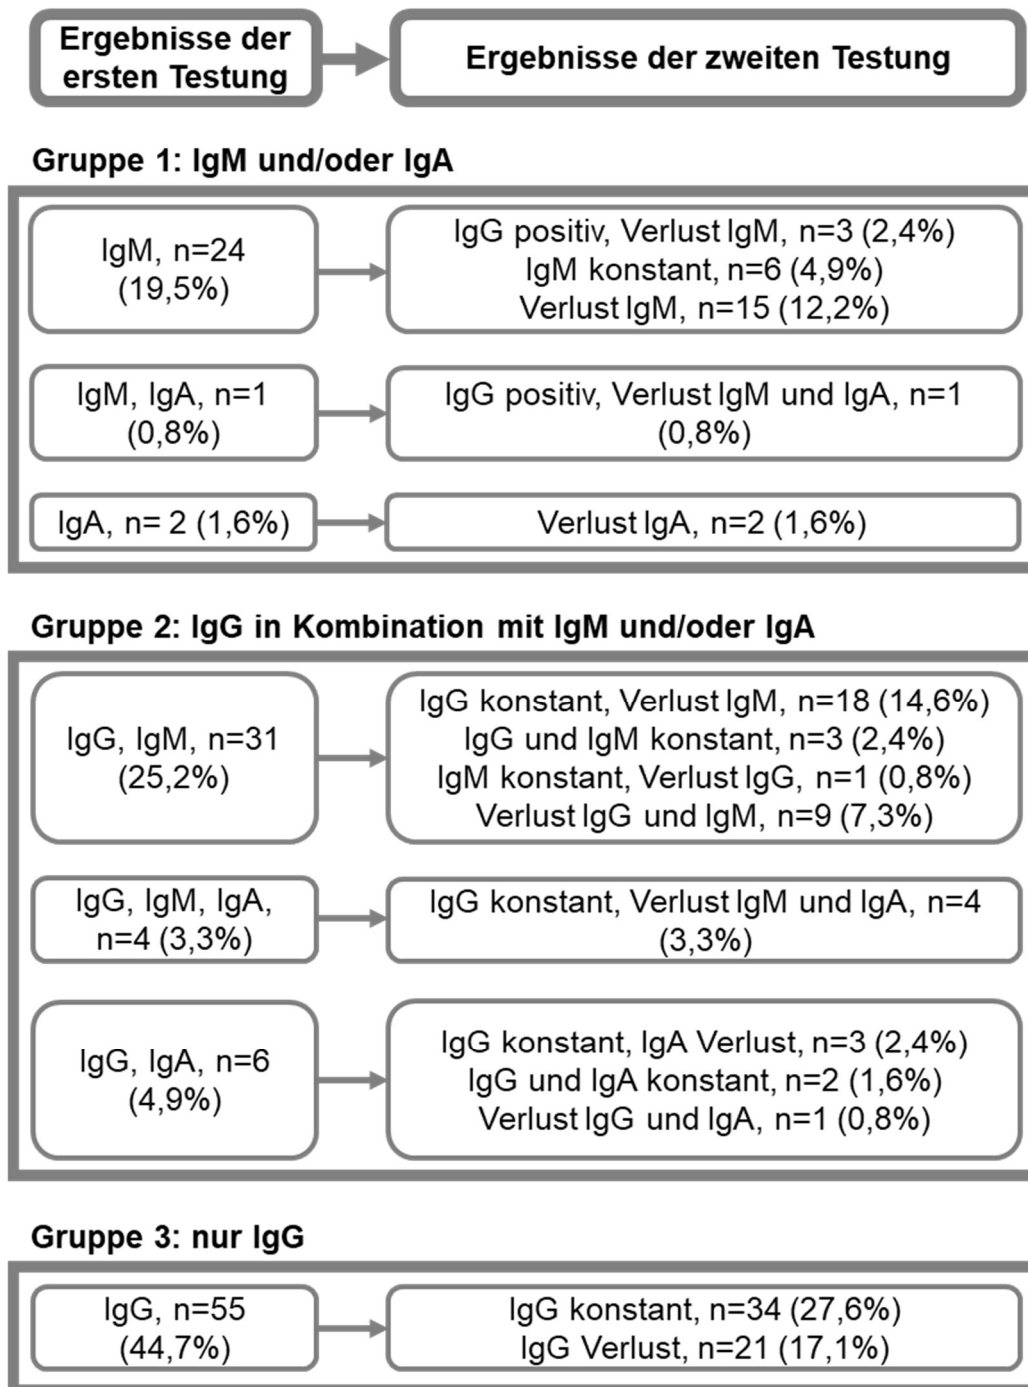 Ergebnisse der
ersten Testung
Ergebnisse der zweiten Testung
Gruppe 1: IgM und/oder IgA
IgM, n=24
(19,5%)
IgG positiv, Verlust IgM, n=3 (2,4%)
IgM konstant, n=6 (4,9%)
Verlust IgM, n=15 (12,2%)
IgM, IgA, n=1
(0,8%)
IgG positiv, Verlust IgM und IgA, n=1
(0,8%)
IgA, n= 2 (1,6%)
Verlust IgA, n=2 (1,6%)
Gruppe 2: IgG in Kombination mit IgM und/oder IgA
IgG, IgM, n=31
(25,2%)
IgG konstant, Verlust IgM, n=18 (14,6%)
IgG und IgM konstant, n=3 (2,4%)
IgM konstant, Verlust IgG, n=1 (0,8%)
Verlust IgG und IgM, n=9 (7,3%)
IgG, IgM, IgA,
n=4 (3,3%)
IgG konstant, Verlust IgM und IgA, n=4
(3,3%)
IgG, IgA, n=6
(4,9%)
IgG konstant, IgA Verlust, n=3 (2,4%)
IgG und IgA konstant, n=2 (1,6%)
Verlust IgG und IgA, n=1 (0,8%)
Gruppe 3: nur IgG
IgG, n=55
(44,7%)
IgG konstant, n=34 (27,6%)
IgG Verlust, n=21 (17,1%)